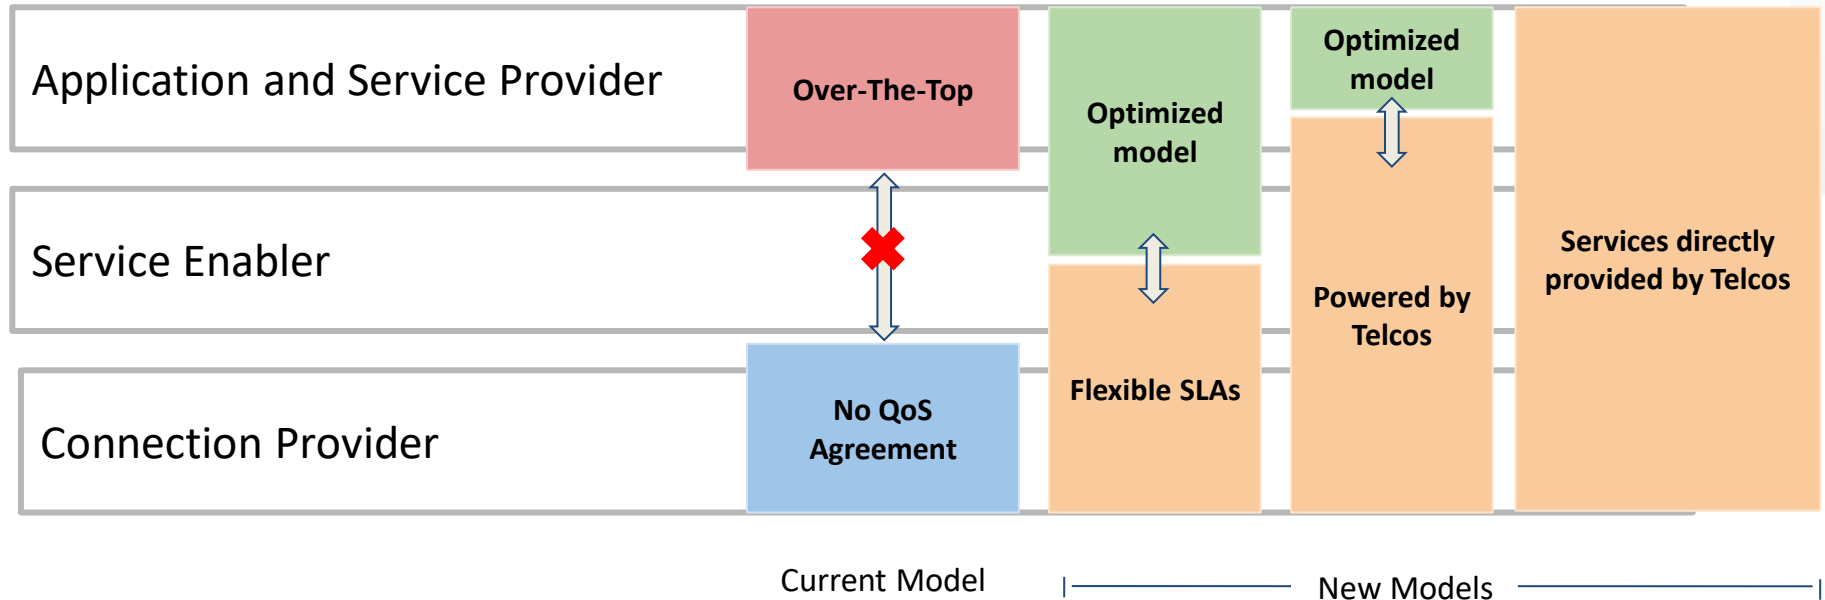 Application and Service Provider
Service Enabler
Connection Provider
Over-The-Top
No QoS
Agreement
Optimized
model
Flexible SLAs
Optimized
model
Powered by
Telcos
Services directly
provided by Telcos
Current Model
New Models